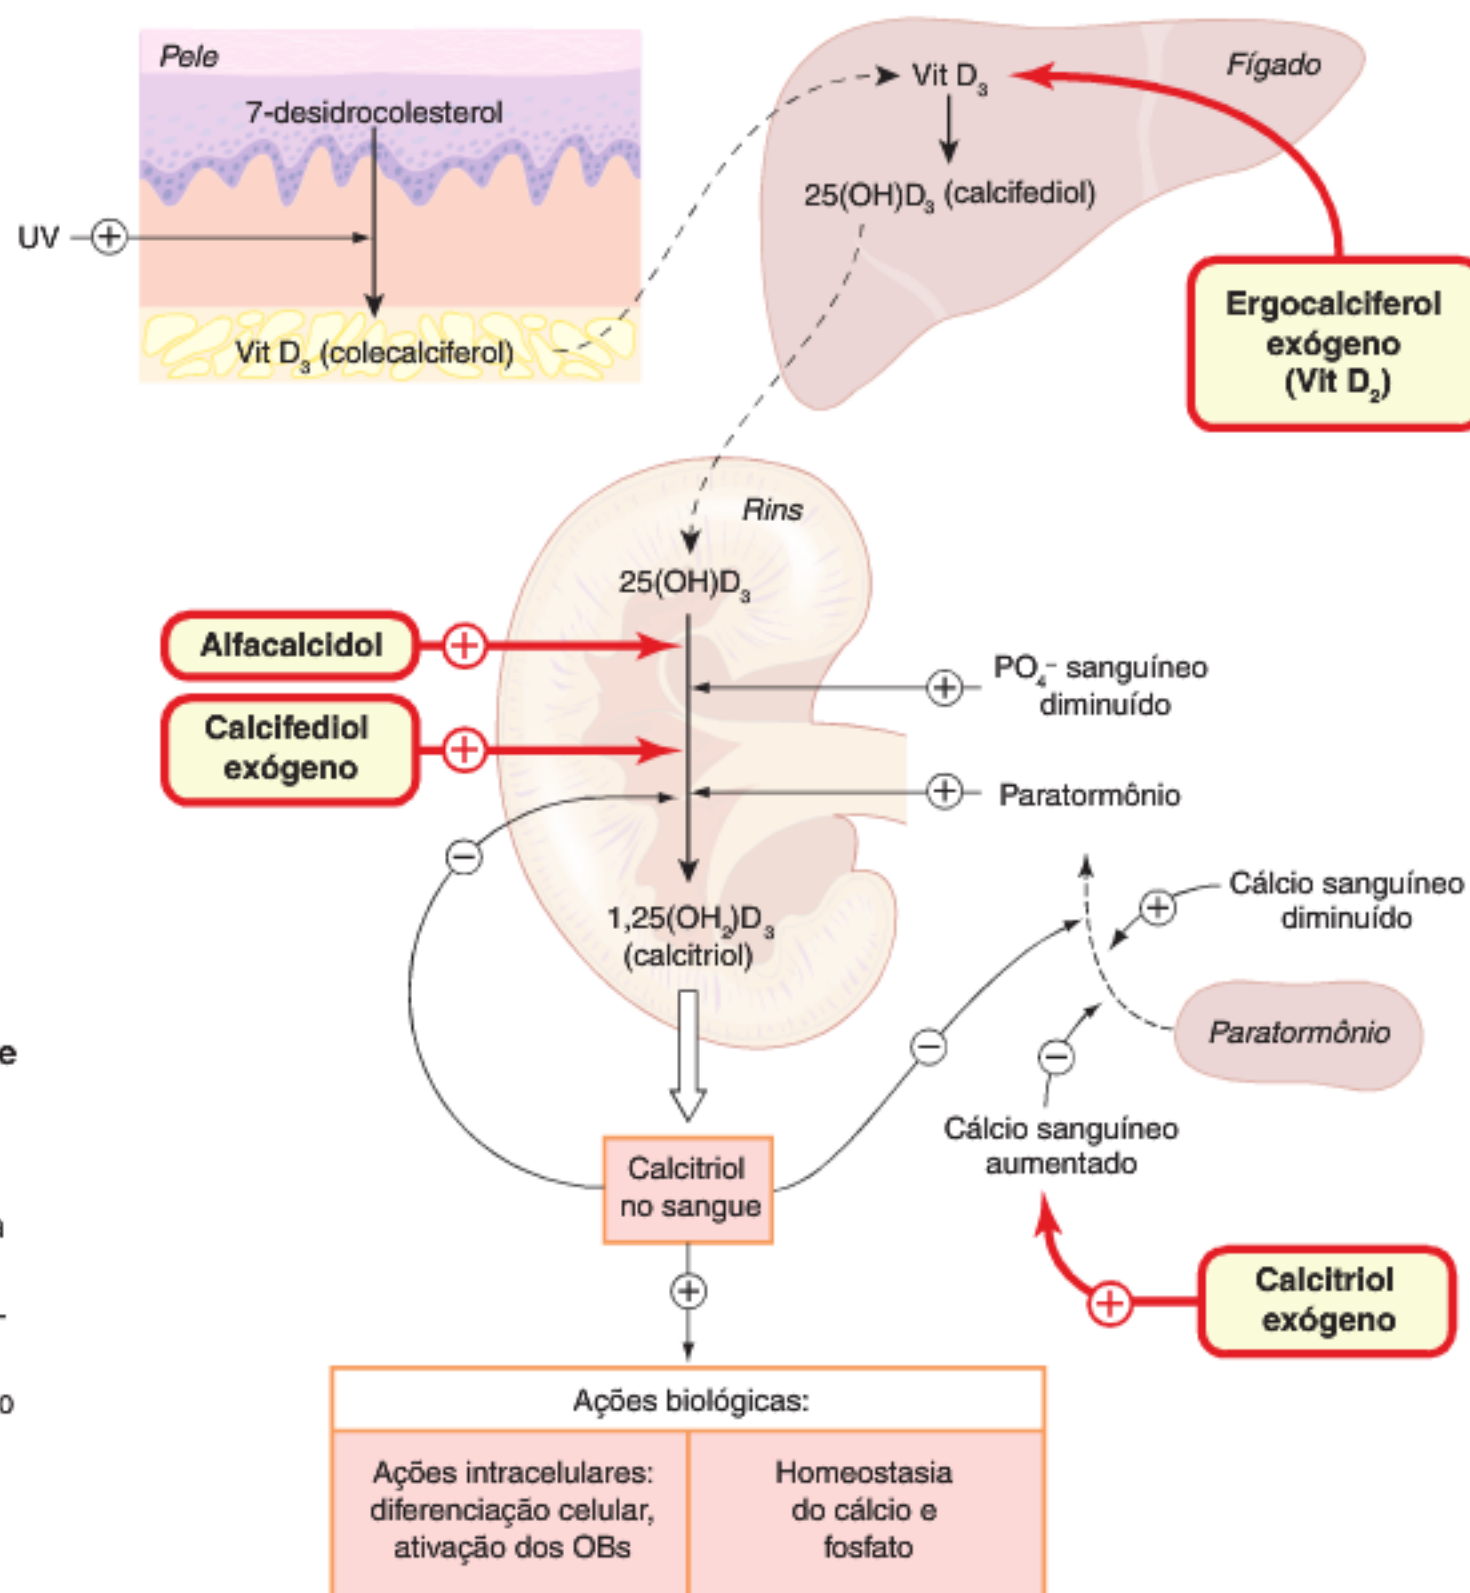 Pele
7-desidrocolesterol
UV
+
Vit D₃ (colecalciferol)
Fígado
Vit D₃
25(OH)D₃ (calcifediol)
Ergocalciferol
exógeno
(Vit D₂)
Rins
25(OH)D₃
Alfacalcidol
+
Calcifediol
exógeno
+
PO₄⁻ sanguíneo
diminuído
+
Paratormônio
+
−
1,25(OH₂)D₃
(calcitriol)
Cálcio sanguíneo
diminuído
+
Paratormônio
−
−
Cálcio sanguíneo
aumentado
Calcitriol
no sangue
Calcitriol
exógeno
+
+
Ações biológicas:
Ações intracelulares:
diferenciação celular,
ativação dos OBs
Homeostasia
do cálcio e
fosfato
e
o